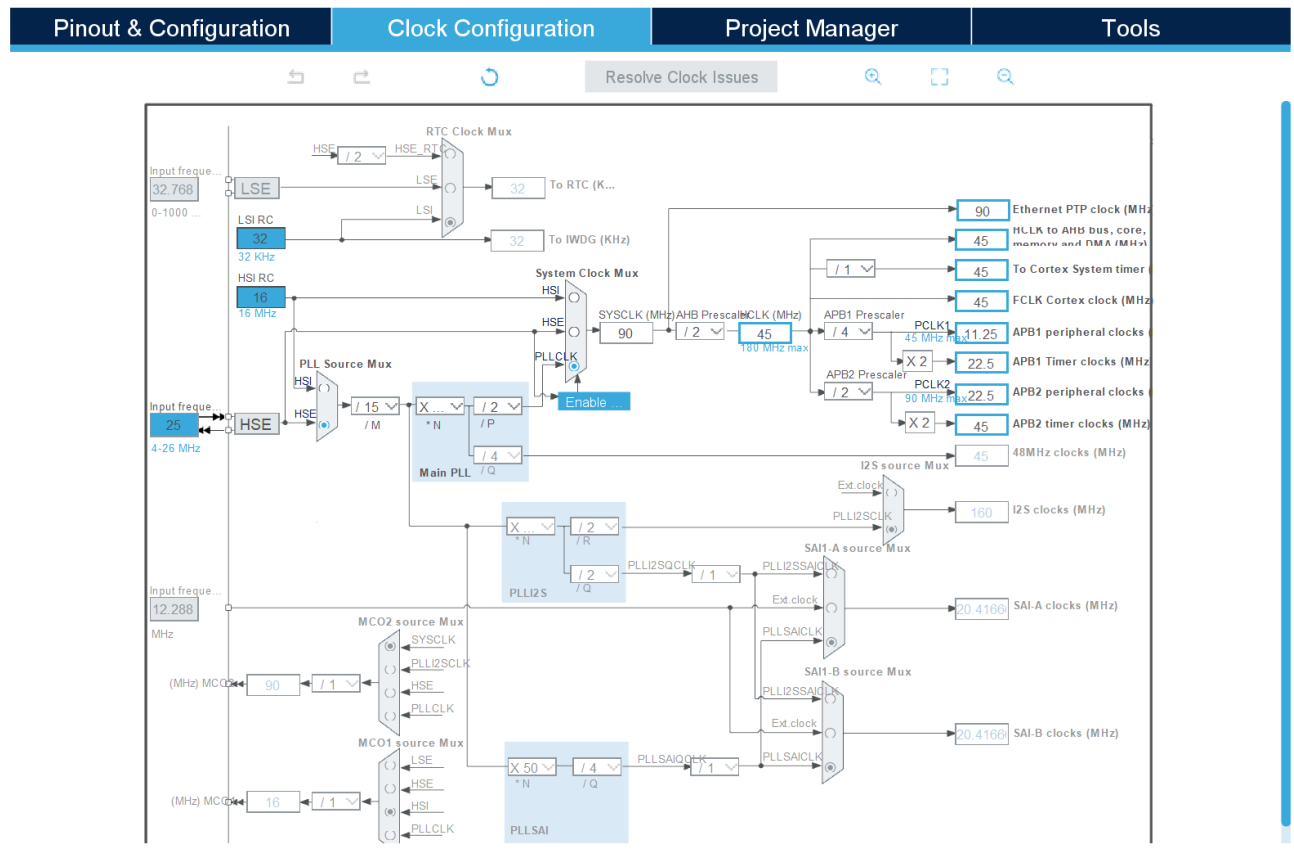 Pinout & Configuration
Clock Configuration
Project Manager
Tools
Resolve Clock Issues
RTC Clock Mux
HSE
/ 2
HSE_RTC
Input freque...
32.768
0-1000 ...
LSE
LSE
32
To RTC (K...
LSI
LSI RC
32
32 KHz
32
To IWDG (KHz)
90
Ethernet PTP clock (MHz
45
HCLK to AHB bus, core,
memory and DMA (MHz)
/ 1
45
To Cortex System timer (
HSI RC
16
16 MHz
System Clock Mux
HSI
45
FCLK Cortex clock (MHz
HSE
SYSCLK (MHz)
90
AHB Prescaler
/ 2
HCLK (MHz)
45
180 MHz max
APB1 Prescaler
/ 4
PCLK1
45 MHz max
11.25
APB1 peripheral clocks (
X 2
22.5
APB1 Timer clocks (MHz
PLLCLK
Enable ...
APB2 Prescaler
/ 2
PCLK2
90 MHz max
22.5
APB2 peripheral clocks (
X 2
45
APB2 timer clocks (MHz)
PLL Source Mux
HSI
HSE
Input freque...
25
4-26 MHz
HSE
/ 15
/ M
X ...
* N
/ 2
/ P
/ 4
/ Q
Main PLL
45
48MHz clocks (MHz)
I2S source Mux
Ext.clock
PLLI2SCLK
160
I2S clocks (MHz)
X ...
* N
/ 2
/ R
/ 2
/ Q
PLLI2S
PLLI2SQCLK
/ 1
SAI1-A source Mux
PLLI2SSAICLK
Ext.clock
PLLSAICLK
20.4166
SAI-A clocks (MHz)
Input freque...
12.288
MHz
MCO2 source Mux
SYSCLK
PLLI2SCLK
HSE
PLLCLK
(MHz) MCO2
90
/ 1
SAI1-B source Mux
PLLI2SSAICLK
Ext.clock
PLLSAICLK
20.4166
SAI-B clocks (MHz)
MCO1 source Mux
LSE
HSE
HSI
PLLCLK
(MHz) MCO1
16
/ 1
X 50
* N
/ 4
/ Q
PLLSAI
PLLSAIQCLK
/ 1